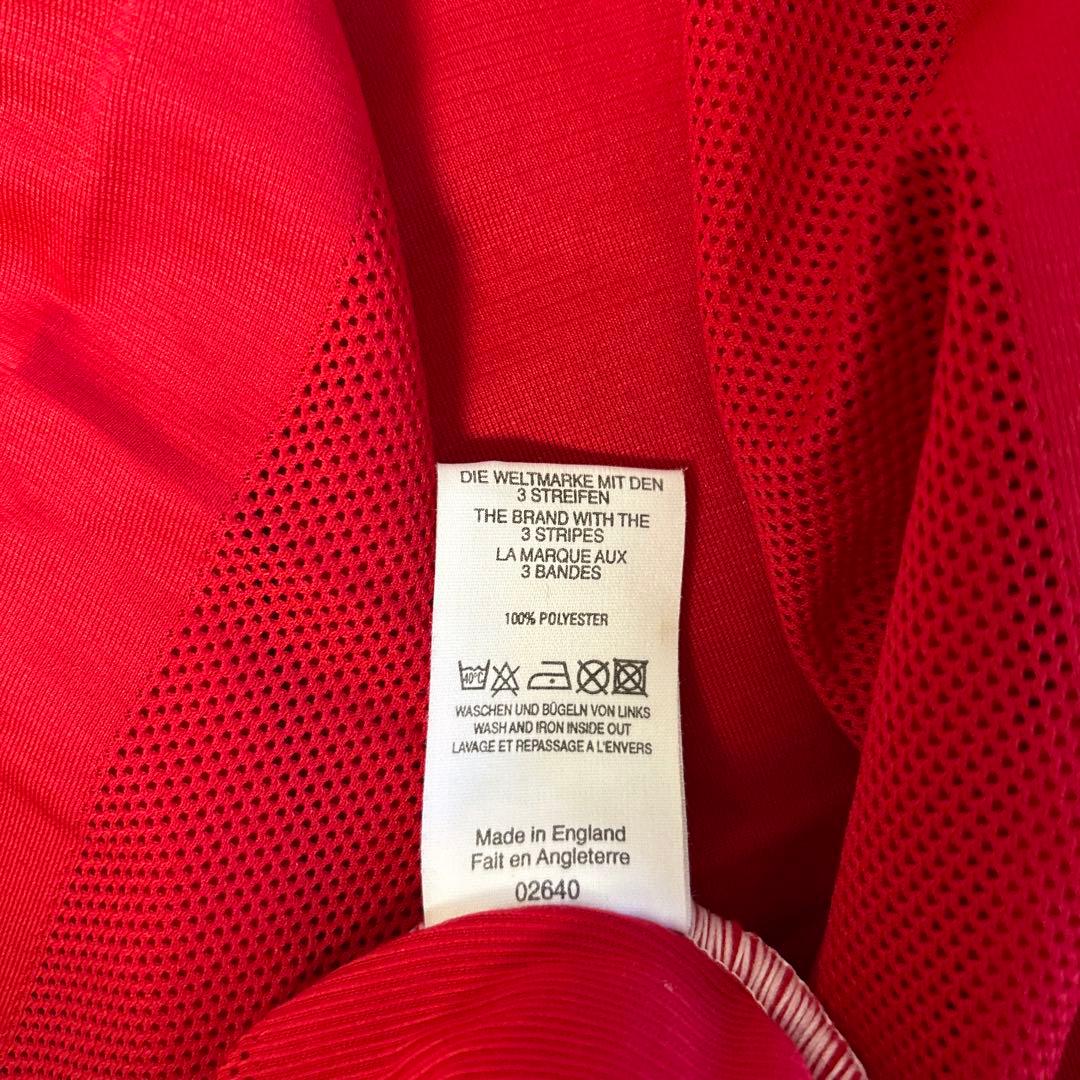 DIE WELTMARKE MIT DEN
3 STREIFEN
THE BRAND WITH THE
3 STRIPES
LA MARQUE AUX
3 BANDES
100% POLYESTER
40°C
WASCHEN UND BÜGELN VON LINKS
WASH AND IRON INSIDE OUT
LAVAGE ET REPASSAGE A L'ENVERS
Made in England
Fait en Angleterre
02640